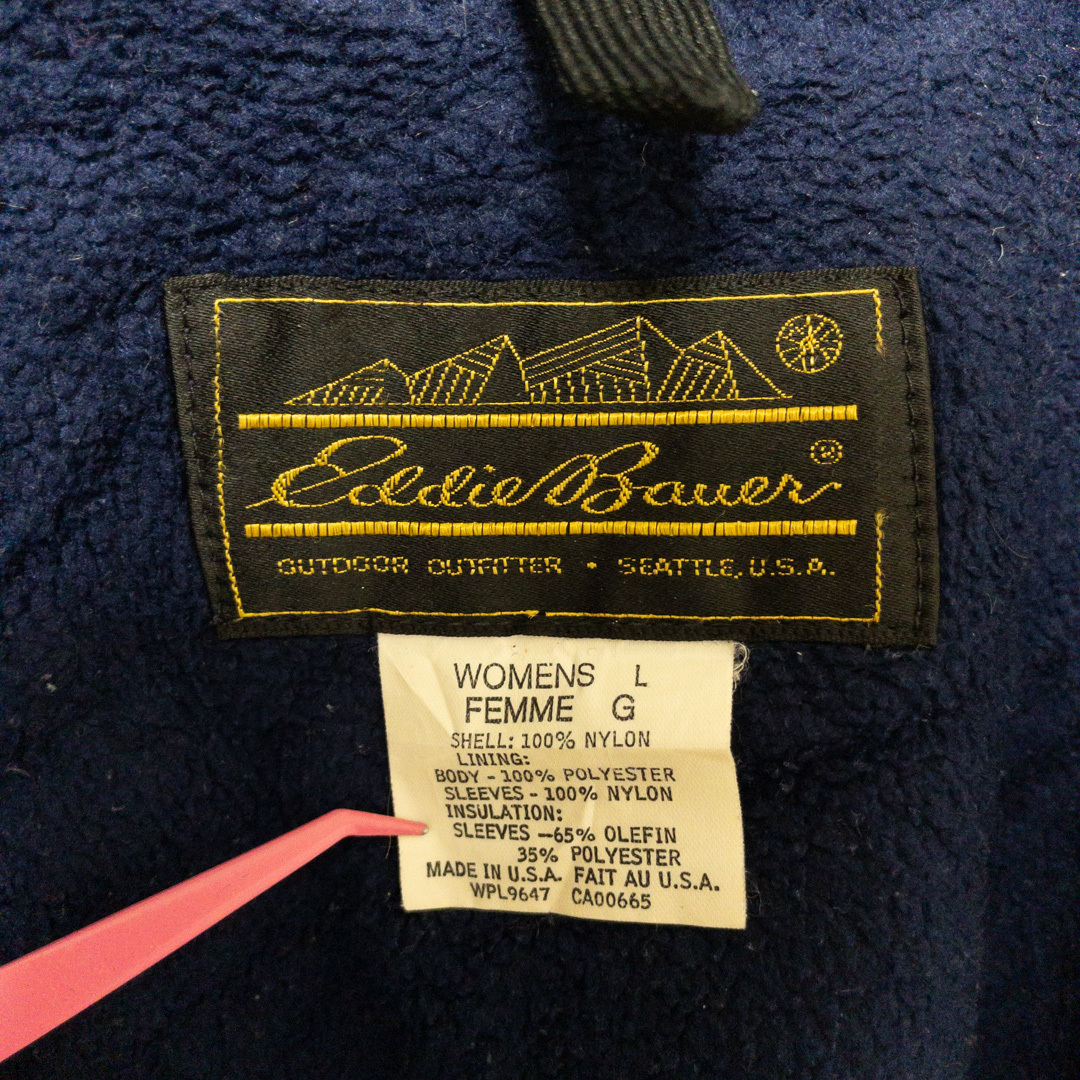 Eddie Bauer®
OUTDOOR OUTFITTER · SEATTLE, U.S.A.
WOMENS L
FEMME G
SHELL: 100% NYLON
LINING:
BODY - 100% POLYESTER
SLEEVES - 100% NYLON
INSULATION:
SLEEVES -65% OLEFIN
35% POLYESTER
MADE IN U.S.A. FAIT AU U.S.A.
WPL9647 CA00665